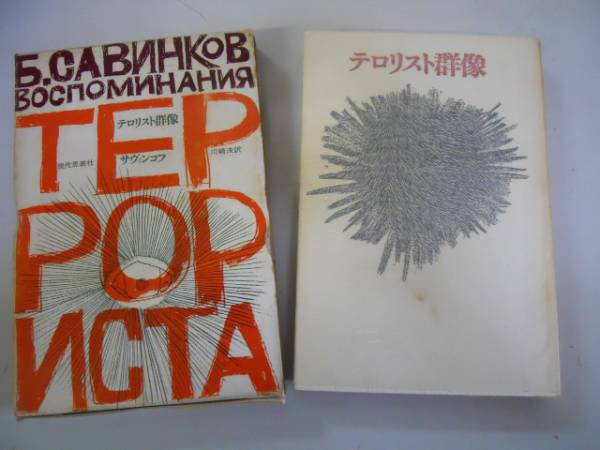 Б.САВИНКОВ
ВОСПОМИНАНИЯ
ТЕР
РОР
ИСТА
テロリスト群像
サヴィンコフ
川崎浹訳
現代思潮社
テロリスト群像